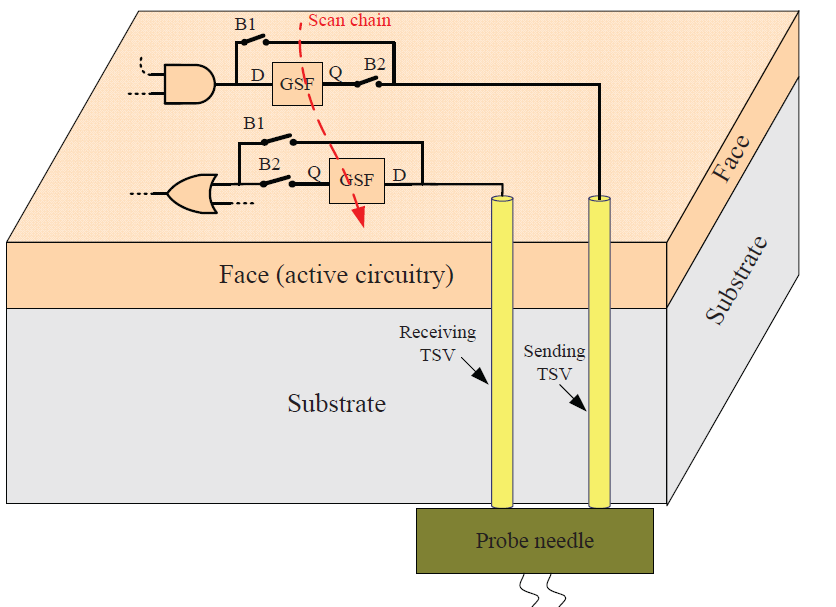 B1
Scan chain
B2
D
GSF
Q
B1
B2
Q
GSF
D
Face
Face (active circuitry)
Substrate
Receiving
TSV
Sending
TSV
Substrate
Probe needle